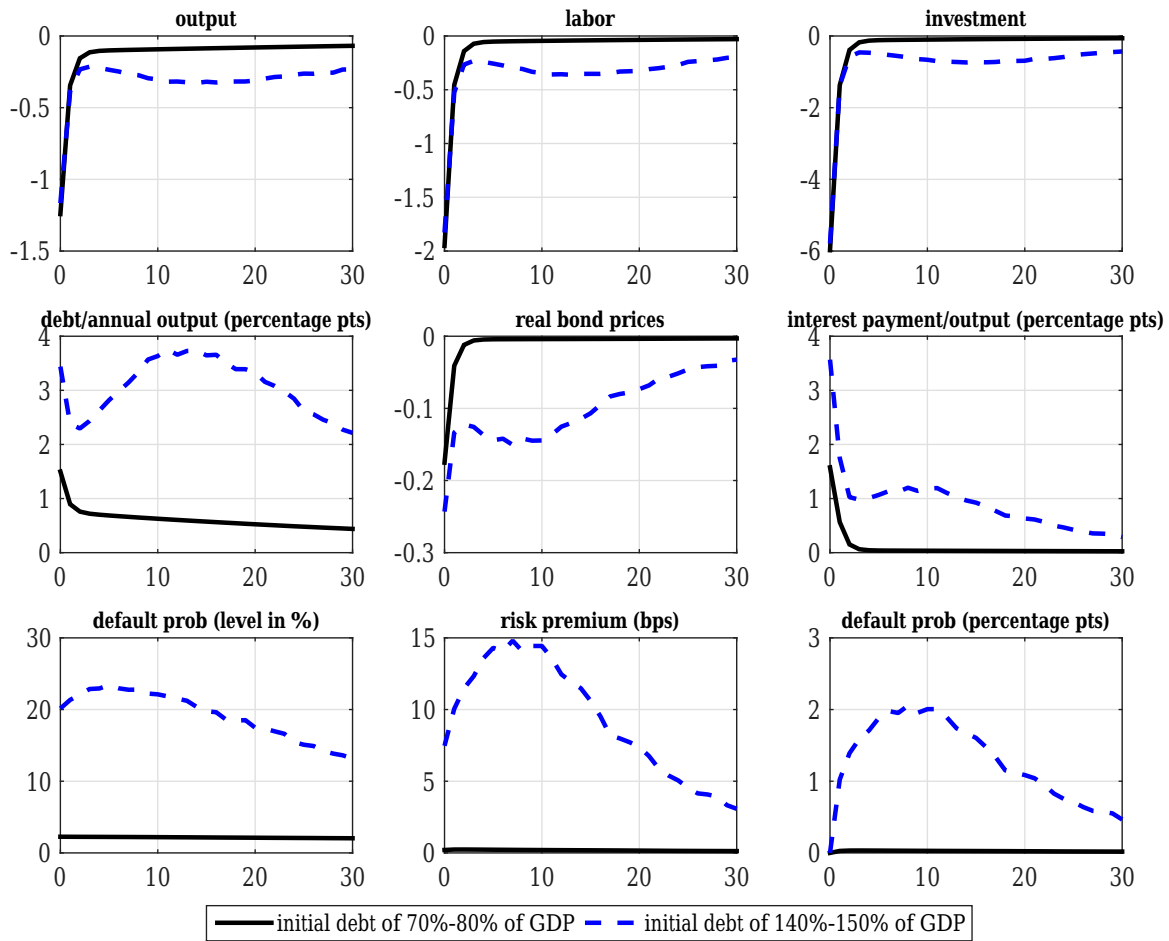 output
labor
investment
0
-0.5
-1
-1.5
0 10 20 30
0
-0.5
-1
-1.5
-2
0 10 20 30
0
-2
-4
-6
0 10 20 30
debt/annual output (percentage pts)
real bond prices
interest payment/output (percentage pts)
4
3
2
1
0
0 10 20 30
0
-0.1
-0.2
-0.3
0 10 20 30
4
3
2
1
0
0 10 20 30
default prob (level in %)
risk premium (bps)
default prob (percentage pts)
30
20
10
0
0 10 20 30
15
10
5
0
0 10 20 30
3
2
1
0
0 10 20 30
initial debt of 70%-80% of GDP
initial debt of 140%-150% of GDP